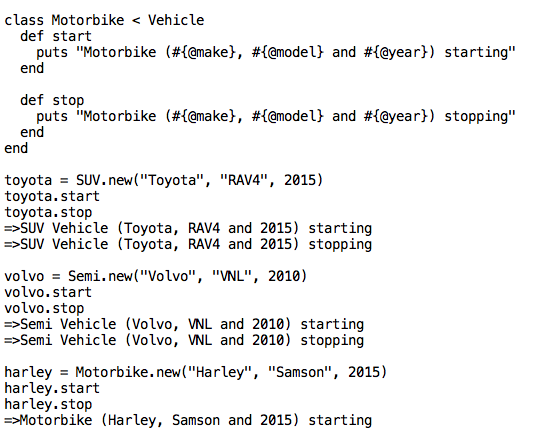 class Motorbike < Vehicle
  def start
    puts "Motorbike (#{@make}, #{@model} and #{@year}) starting"
  end

  def stop
    puts "Motorbike (#{@make}, #{@model} and #{@year}) stopping"
  end
end

toyota = SUV.new("Toyota", "RAV4", 2015)
toyota.start
toyota.stop
=>SUV Vehicle (Toyota, RAV4 and 2015) starting
=>SUV Vehicle (Toyota, RAV4 and 2015) stopping

volvo = Semi.new("Volvo", "VNL", 2010)
volvo.start
volvo.stop
=>Semi Vehicle (Volvo, VNL and 2010) starting
=>Semi Vehicle (Volvo, VNL and 2010) stopping

harley = Motorbike.new("Harley", "Samson", 2015)
harley.start
harley.stop
=>Motorbike (Harley, Samson and 2015) starting